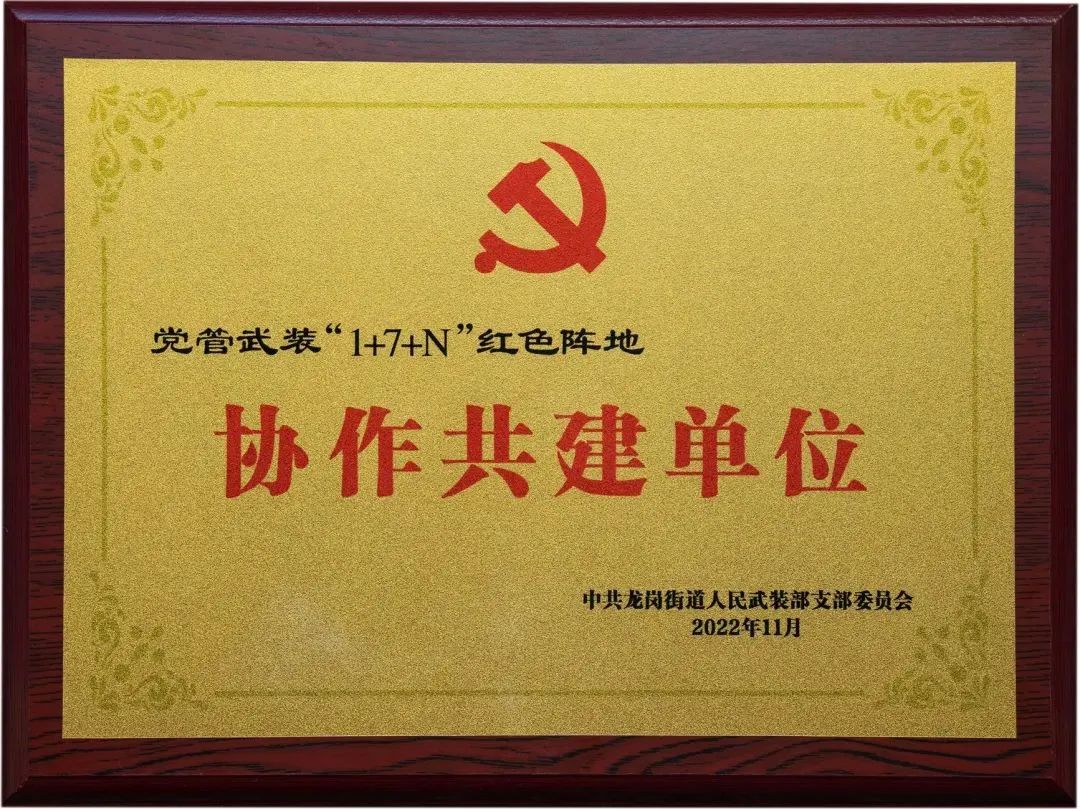 党管武装“1+7+N”红色阵地
协作共建单位
中共龙岗街道人民武装部支部委员会
2022年11月